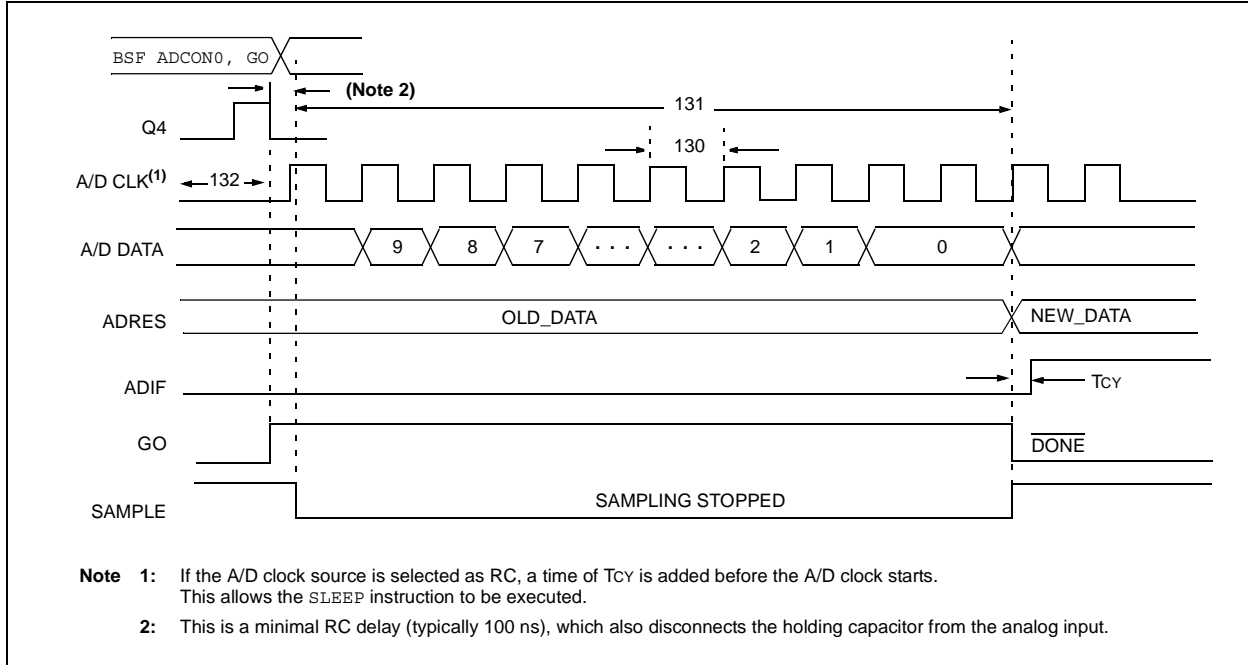 BSF ADCON0, GO
(Note 2)
131
Q4
130
A/D CLK(1)
132
A/D DATA
9 8 7 . . . . . . 2 1 0
ADRES
OLD_DATA
NEW_DATA
ADIF
TCY
GO
DONE
SAMPLE
SAMPLING STOPPED
Note 1: If the A/D clock source is selected as RC, a time of TCY is added before the A/D clock starts.
This allows the SLEEP instruction to be executed.
2: This is a minimal RC delay (typically 100 ns), which also disconnects the holding capacitor from the analog input.